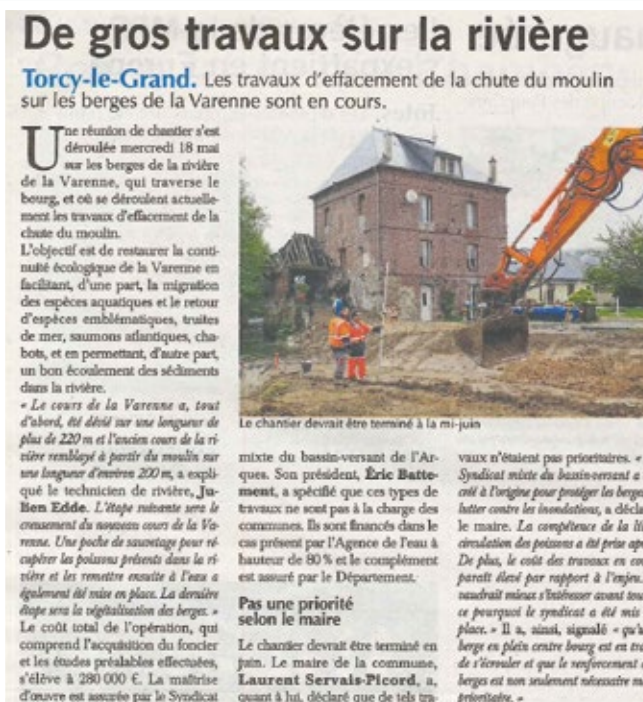 De gros travaux sur la rivière
Torcy-le-Grand. Les travaux d'effacement de la chute du moulin
sur les berges de la Varenne sont en cours.
Une réunion de chantier s'est
déroulée mercredi 18 mai
sur les berges de la rivière
de la Varenne, qui traverse le
bourg, et où se déroulent actuelle-
ment les travaux d'effacement de la
chute du moulin.
L'objectif est de restaurer la conti-
nuité écologique de la Varenne en
facilitant, d'une part, la migration
des espèces aquatiques et le retour
d'espèces emblématiques, truites
de mer, saumons atlantiques, cha-
bots, et en permettant, d'autre part,
un bon écoulement des sédiments
dans la rivière.
« Le cours de la Varenne a, tout
d'abord, été dévié sur une longueur de
plus de 220 m et l'ancien cours de la ri-
vière remblayé à partir du moulin sur
une longueur d'environ 200 m, a expli-
qué le technicien de rivière, Ju-
lien Edde. L'étape suivante sera le
creusement du nouveau cours de la Va-
renne. Une poche de sauvetage pour ré-
cupérer les poissons présents dans la ri-
vière et les remettre ensuite à l'eau a
également été mise en place. La dernière
étape sera la végétalisation des berges. »
Le coût total de l'opération, qui
comprend l'acquisition du foncier
et les études préalables effectuées,
s'élève à 280 000 €. La maîtrise
d'œuvre est assurée par le Syndicat
Le chantier devrait être terminé à la mi-juin
mixte du bassin-versant de l'Ar-
ques. Son président, Éric Batte-
ment, a spécifié que ces types de
travaux ne sont pas à la charge des
communes. Ils sont financés dans le
cas présent par l'Agence de l'eau à
hauteur de 80 % et le complément
est assuré par le Département.
Pas une priorité
selon le maire
Le chantier devrait être terminé en
juin. Le maire de la commune,
Laurent Servais-Picord, a,
quant à lui, déclaré que de tels tra-
vaux n'étaient pas prioritaires. «
Syndicat mixte du bassin-versant a
créé à l'origine pour protéger les berges
lutter contre les inondations, a décla
le maire. La compétence de la li
circulation des poissons a été prise apr
De plus, le coût des travaux en cou
paraît élevé par rapport à l'enjeu.
vaudrait mieux s'intéresser avant tou
ce pourquoi le syndicat a été mis
place. » Il a, ainsi, signalé « qu'u
berge en plein centre bourg est en tra
de s'écrouler et que le renforcement
berges est non seulement nécessaire ma
prioritaire. »